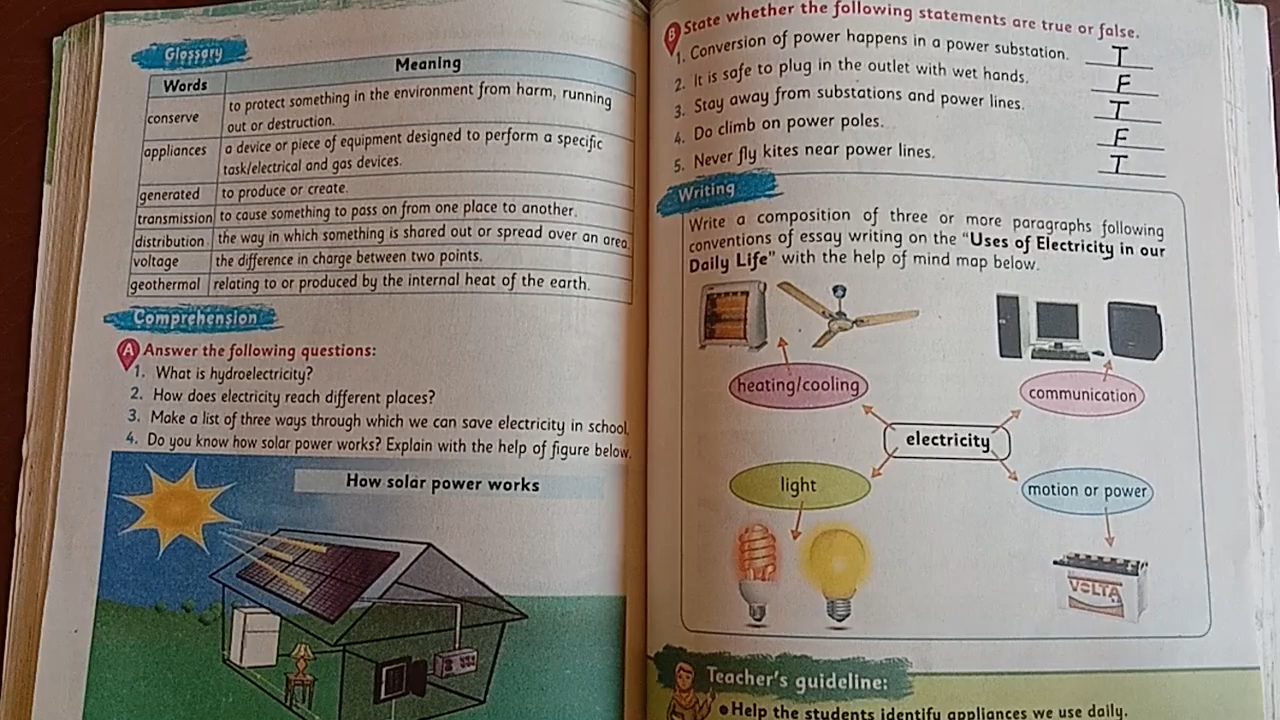 Glossary
Words Meaning
conserve to protect something in the environment from harm, running
out or destruction.
appliances a device or piece of equipment designed to perform a specific
task/electrical and gas devices.
generated to produce or create.
transmission to cause something to pass on from one place to another.
distribution the way in which something is shared out or spread over an area.
voltage the difference in charge between two points.
geothermal relating to or produced by the internal heat of the earth.
Comprehension
A Answer the following questions:
1. What is hydroelectricity?
2. How does electricity reach different places?
3. Make a list of three ways through which we can save electricity in school.
4. Do you know how solar power works? Explain with the help of figure below.
How solar power works
B State whether the following statements are true or false.
1. Conversion of power happens in a power substation. T
2. It is safe to plug in the outlet with wet hands. F
3. Stay away from substations and power lines. T
4. Do climb on power poles. F
5. Never fly kites near power lines. T
Writing
Write a composition of three or more paragraphs following
conventions of essay writing on the "Uses of Electricity in our
Daily Life" with the help of mind map below.
heating/cooling
communication
electricity
light
motion or power
VOLTA
Teacher's guideline:
• Help the students identify appliances we use daily.